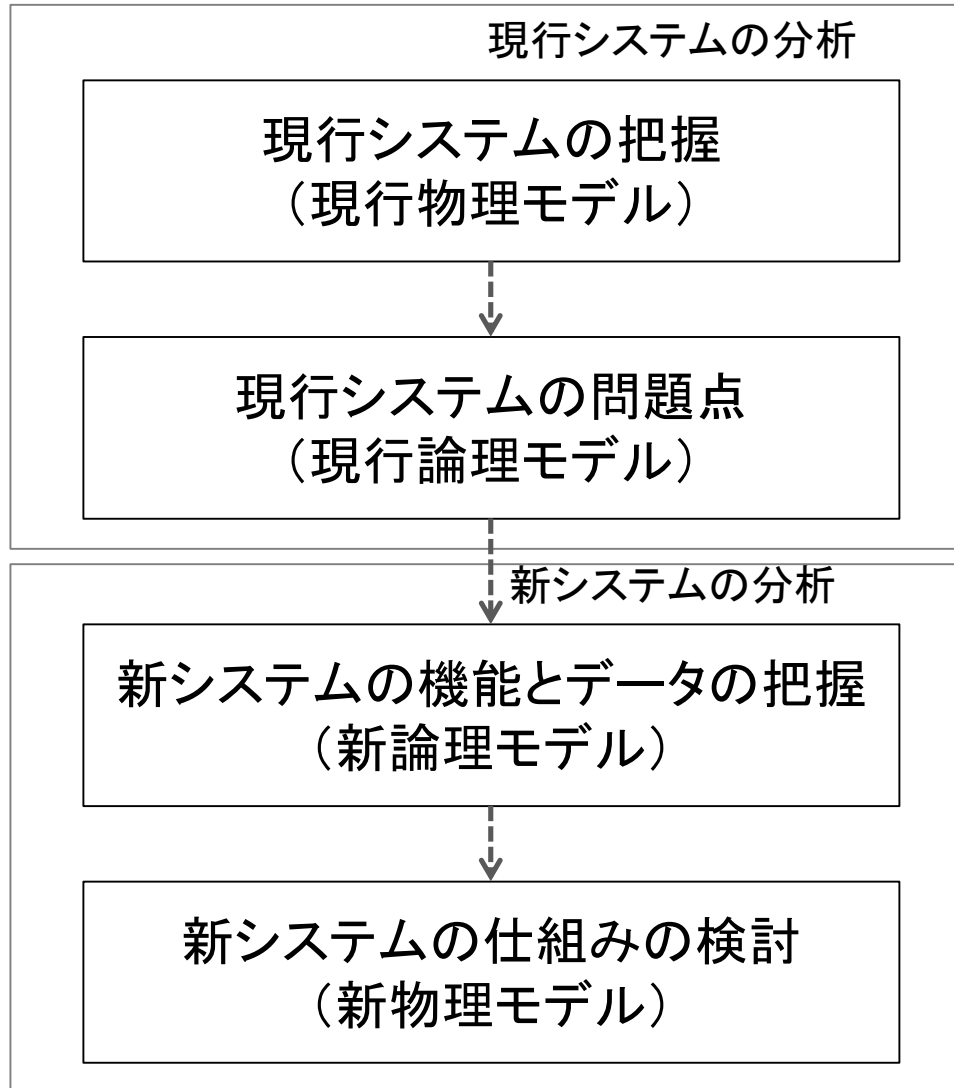 現行システムの分析
現行システムの把握
（現行物理モデル）
現行システムの問題点
（現行論理モデル）
新システムの分析
新システムの機能とデータの把握
（新論理モデル）
新システムの仕組みの検討
（新物理モデル）